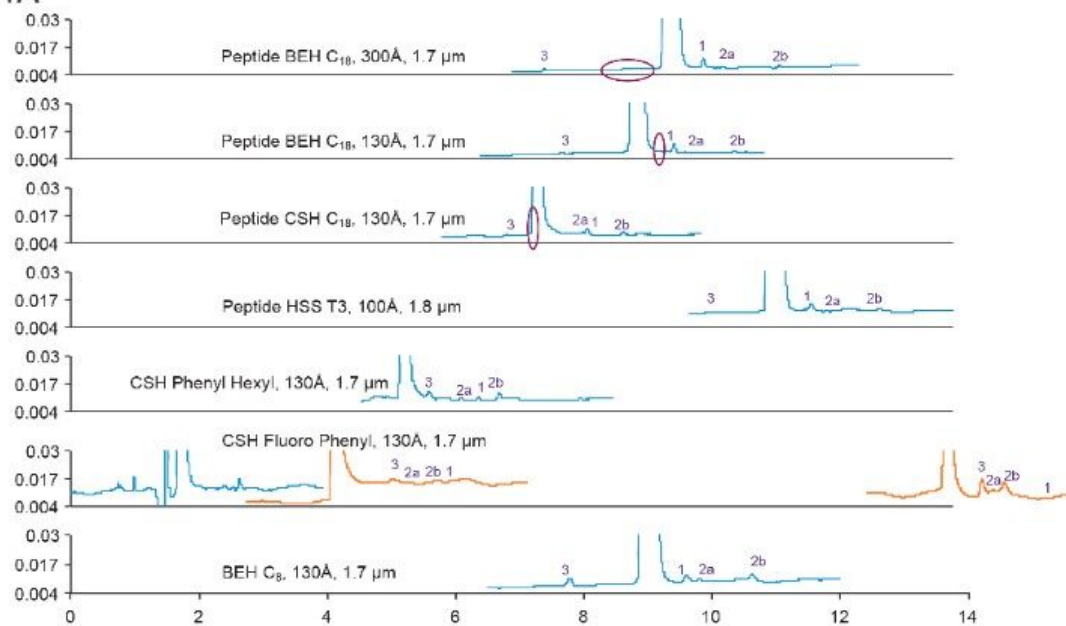 0.03
0.017
0.004
Peptide BEH C₁₈, 300Å, 1.7 µm
3
1
2a
2b
0.03
0.017
0.004
Peptide BEH C₁₈, 130Å, 1.7 µm
3
1
2a
2b
0.03
0.017
0.004
Peptide CSH C₁₈, 130Å, 1.7 µm
3
2a
1
2b
0.03
0.017
0.004
Peptide HSS T3, 100Å, 1.8 µm
3
1
2a
2b
0.03
0.017
0.004
CSH Phenyl Hexyl, 130Å, 1.7 µm
3
2a
1
2b
CSH Fluoro Phenyl, 130Å, 1.7 µm
0.03
0.017
0.004
3
2a
2b
1
3
2a
2b
1
0.03
0.017
0.004
BEH C₈, 130Å, 1.7 µm
3
1
2a
2b
0 2 4 6 8 10 12 14